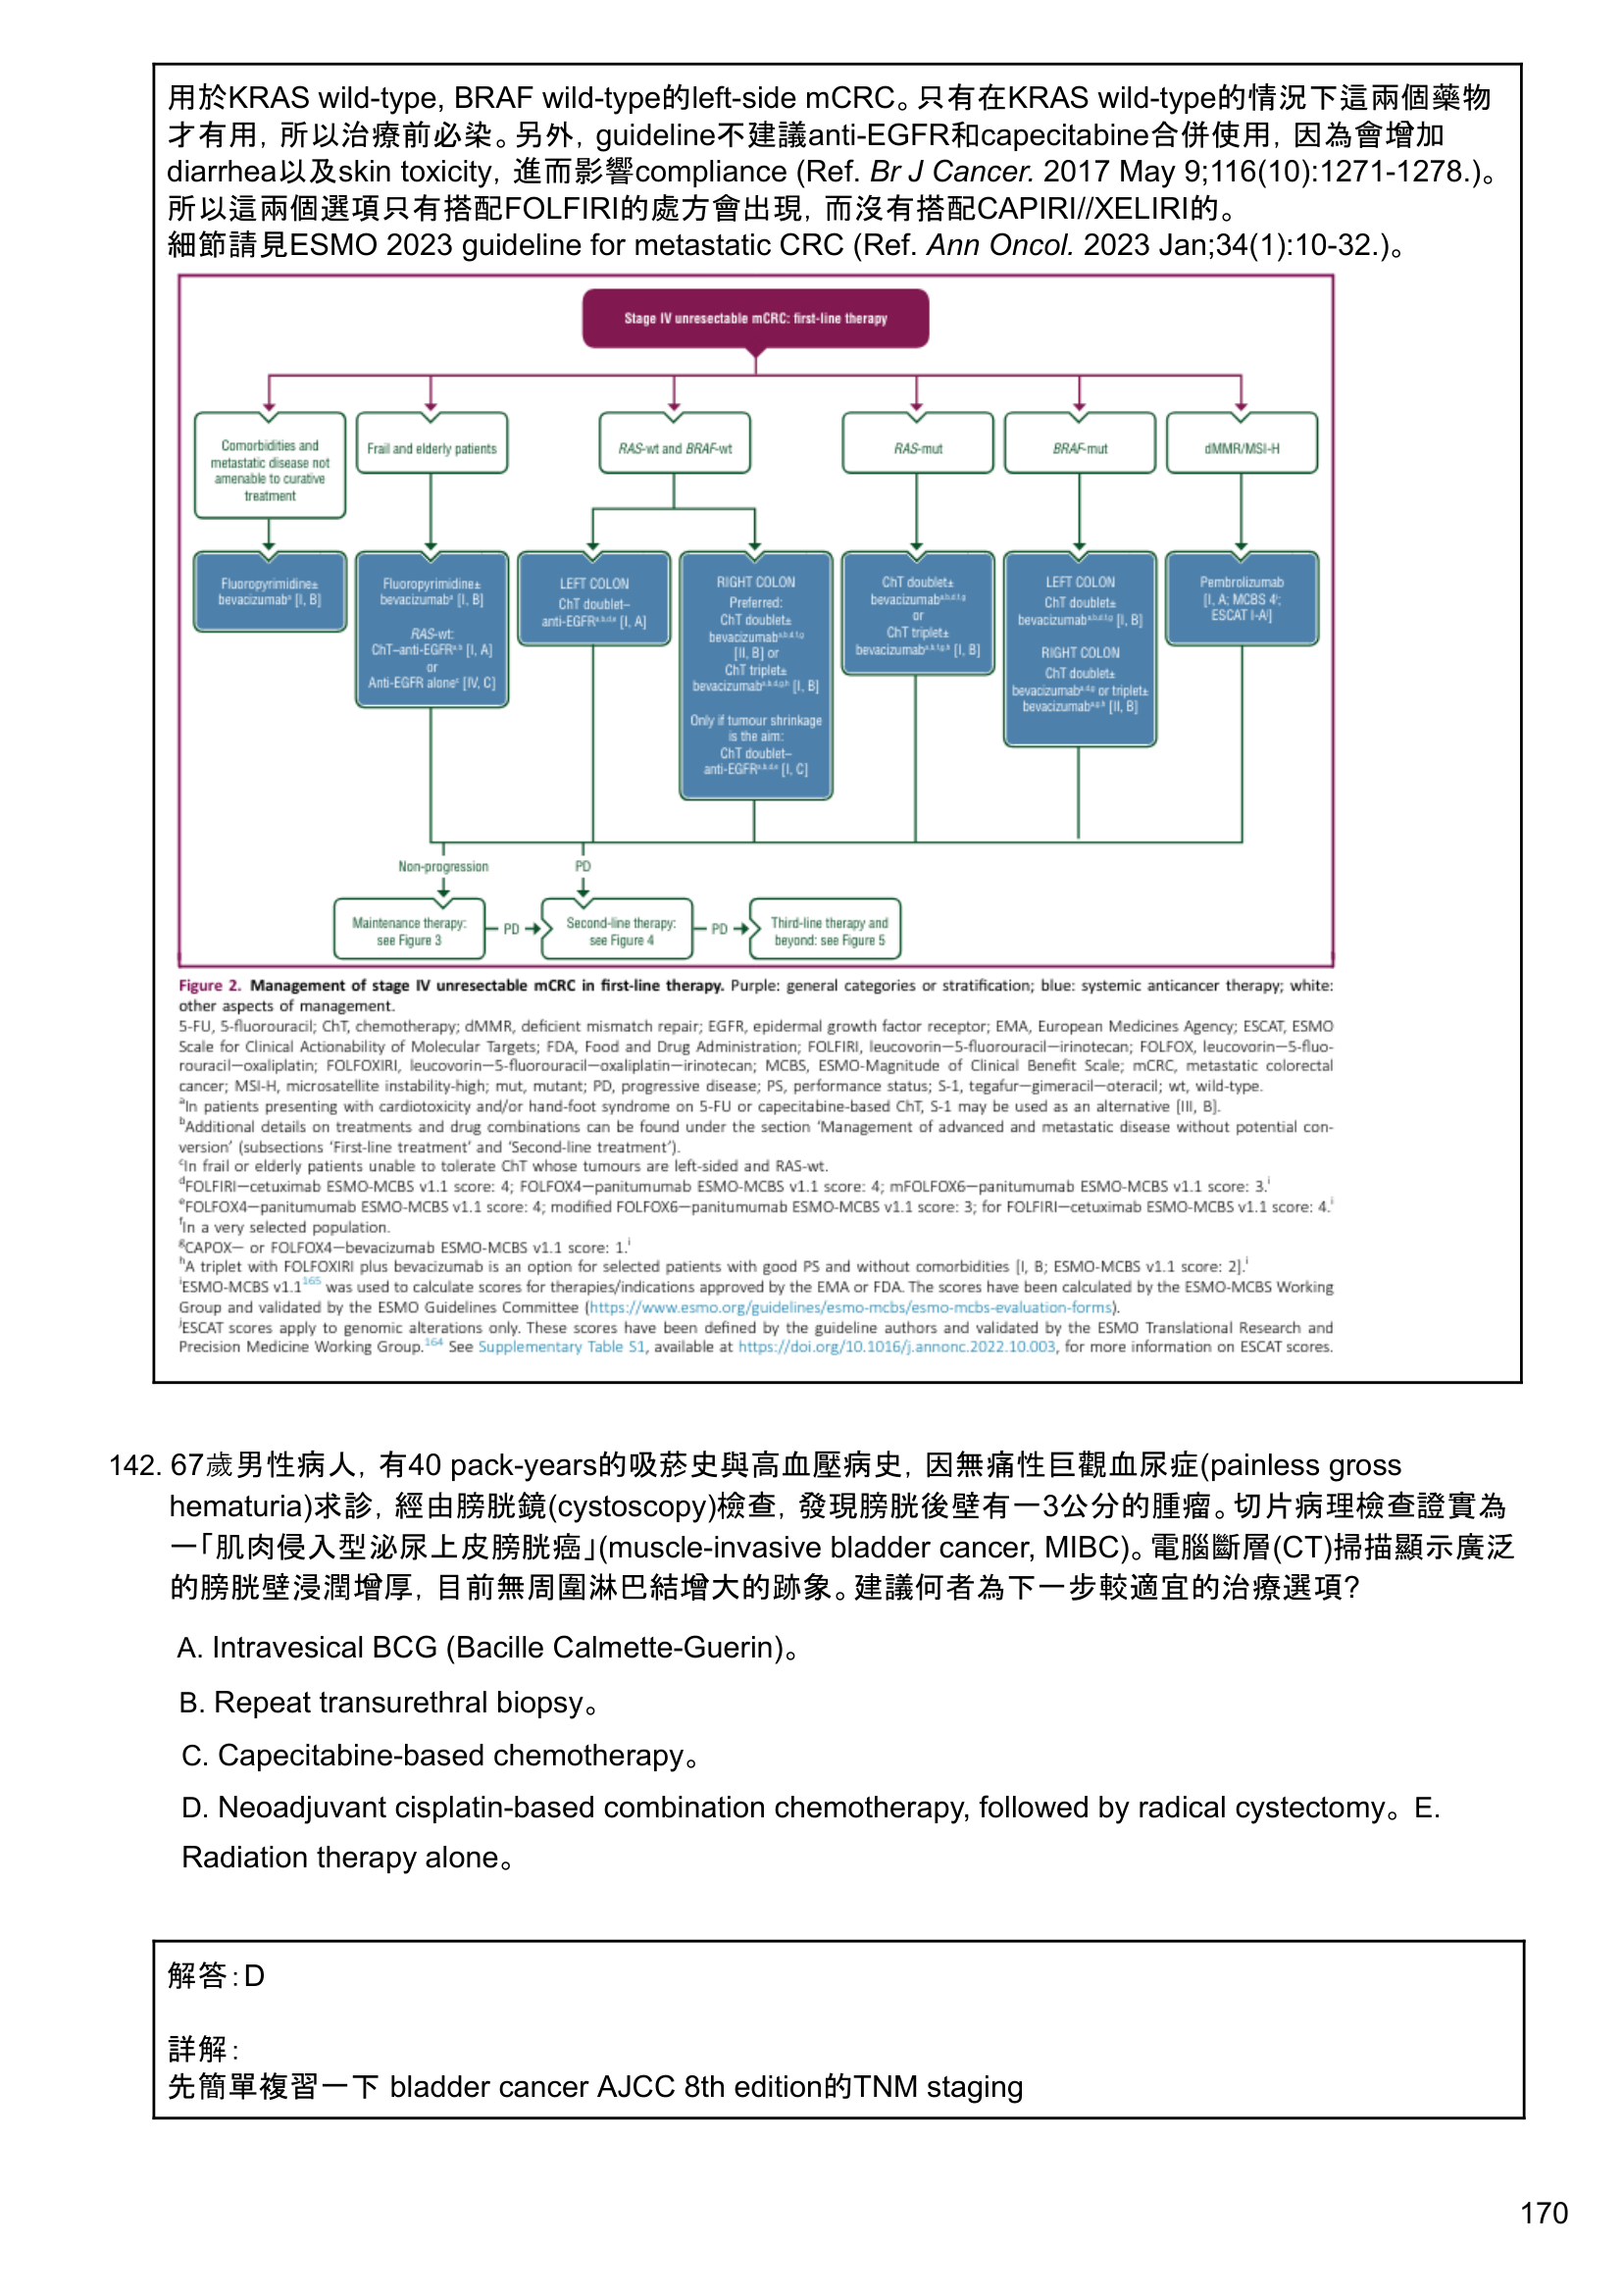 用於KRAS wild-type, BRAF wild-type的left-side mCRC。只有在KRAS wild-type的情況下這兩個藥物
才有用，所以治療前必染。另外，guideline不建議anti-EGFR和capecitabine合併使用，因為會增加
diarrhea以及skin toxicity，進而影響compliance (Ref. Br J Cancer. 2017 May 9;116(10):1271-1278.)。
所以這兩個選項只有搭配FOLFIRI的處方會出現，而沒有搭配CAPIRI//XELIRI的。
細節請見ESMO 2023 guideline for metastatic CRC (Ref. Ann Oncol. 2023 Jan;34(1):10-32.)。
Stage IV unresectable mCRC: first-line therapy
Comorbidities and
metastatic disease not
amenable to curative
treatment
Frail and elderly patients
RAS-wt and BRAF-wt
RAS-mut
BRAF-mut
dMMR/MSI-H
Fluoropyrimidine±
bevacizumabᵃ [I, B]
Fluoropyrimidine±
bevacizumabᵃ [I, B]
RAS-wt:
ChT–anti-EGFRᵃ,ᵇ [I, A]
or
Anti-EGFR aloneᶜ [IV, C]
LEFT COLON
ChT doublet–
anti-EGFRᵃ,ᵇ,ᵈ,ᵉ [I, A]
RIGHT COLON
Preferred:
ChT doublet±
bevacizumab
[II, B] or
ChT triplet±
bevacizumab [I, B]
Only if tumour shrinkage
is the aim:
ChT doublet–
anti-EGFR [I, C]
ChT doublet±
bevacizumab
or
ChT triplet±
bevacizumab [I, B]
LEFT COLON
ChT doublet±
bevacizumab [I, B]
RIGHT COLON
ChT doublet±
bevacizumab or triplet±
bevacizumab [II, B]
Pembrolizumab
[I, A; MCBS 4ⁱ;
ESCAT I-Aʲ]
Non-progression
PD
Maintenance therapy:
see Figure 3
PD
Second-line therapy:
see Figure 4
PD
Third-line therapy and
beyond: see Figure 5
Figure 2. Management of stage IV unresectable mCRC in first-line therapy. Purple: general categories or stratification; blue: systemic anticancer therapy; white:
other aspects of management.
5-FU, 5-fluorouracil; ChT, chemotherapy; dMMR, deficient mismatch repair; EGFR, epidermal growth factor receptor; EMA, European Medicines Agency; ESCAT, ESMO
Scale for Clinical Actionability of Molecular Targets; FDA, Food and Drug Administration; FOLFIRI, leucovorin—5-fluorouracil—irinotecan; FOLFOX, leucovorin—5-fluo-
rouracil—oxaliplatin; FOLFOXIRI, leucovorin—5-fluorouracil—oxaliplatin—irinotecan; MCBS, ESMO-Magnitude of Clinical Benefit Scale; mCRC, metastatic colorectal
cancer; MSI-H, microsatellite instability-high; mut, mutant; PD, progressive disease; PS, performance status; S-1, tegafur—gimeracil—oteracil; wt, wild-type.
ᵃIn patients presenting with cardiotoxicity and/or hand-foot syndrome on 5-FU or capecitabine-based ChT, S-1 may be used as an alternative [III, B].
ᵇAdditional details on treatments and drug combinations can be found under the section ‘Management of advanced and metastatic disease without potential con-
version’ (subsections ‘First-line treatment’ and ‘Second-line treatment’).
ᶜIn frail or elderly patients unable to tolerate ChT whose tumours are left-sided and RAS-wt.
ᵈFOLFIRI—cetuximab ESMO-MCBS v1.1 score: 4; FOLFOX4—panitumumab ESMO-MCBS v1.1 score: 4; mFOLFOX6—panitumumab ESMO-MCBS v1.1 score: 3.ⁱ
ᵉFOLFOX4—panitumumab ESMO-MCBS v1.1 score: 4; modified FOLFOX6—panitumumab ESMO-MCBS v1.1 score: 3; for FOLFIRI—cetuximab ESMO-MCBS v1.1 score: 4.ⁱ
ᶠIn a very selected population.
ᵍCAPOX— or FOLFOX4—bevacizumab ESMO-MCBS v1.1 score: 1.ⁱ
ʰA triplet with FOLFOXIRI plus bevacizumab is an option for selected patients with good PS and without comorbidities [I, B; ESMO-MCBS v1.1 score: 2].ⁱ
ⁱESMO-MCBS v1.1¹⁶⁵ was used to calculate scores for therapies/indications approved by the EMA or FDA. The scores have been calculated by the ESMO-MCBS Working
Group and validated by the ESMO Guidelines Committee (https://www.esmo.org/guidelines/esmo-mcbs/esmo-mcbs-evaluation-forms).
ʲESCAT scores apply to genomic alterations only. These scores have been defined by the guideline authors and validated by the ESMO Translational Research and
Precision Medicine Working Group.¹⁶⁴ See Supplementary Table S1, available at https://doi.org/10.1016/j.annonc.2022.10.003, for more information on ESCAT scores.
142. 67歲男性病人，有40 pack-years的吸菸史與高血壓病史，因無痛性巨觀血尿症(painless gross
hematuria)求診，經由膀胱鏡(cystoscopy)檢查，發現膀胱後壁有一3公分的腫瘤。切片病理檢查證實為
一「肌肉侵入型泌尿上皮膀胱癌」(muscle-invasive bladder cancer, MIBC)。電腦斷層(CT)掃描顯示廣泛
的膀胱壁浸潤增厚，目前無周圍淋巴結增大的跡象。建議何者為下一步較適宜的治療選項?
A. Intravesical BCG (Bacille Calmette-Guerin)。
B. Repeat transurethral biopsy。
C. Capecitabine-based chemotherapy。
D. Neoadjuvant cisplatin-based combination chemotherapy, followed by radical cystectomy。E.
Radiation therapy alone。
解答：D
詳解：
先簡單複習一下 bladder cancer AJCC 8th edition的TNM staging
170